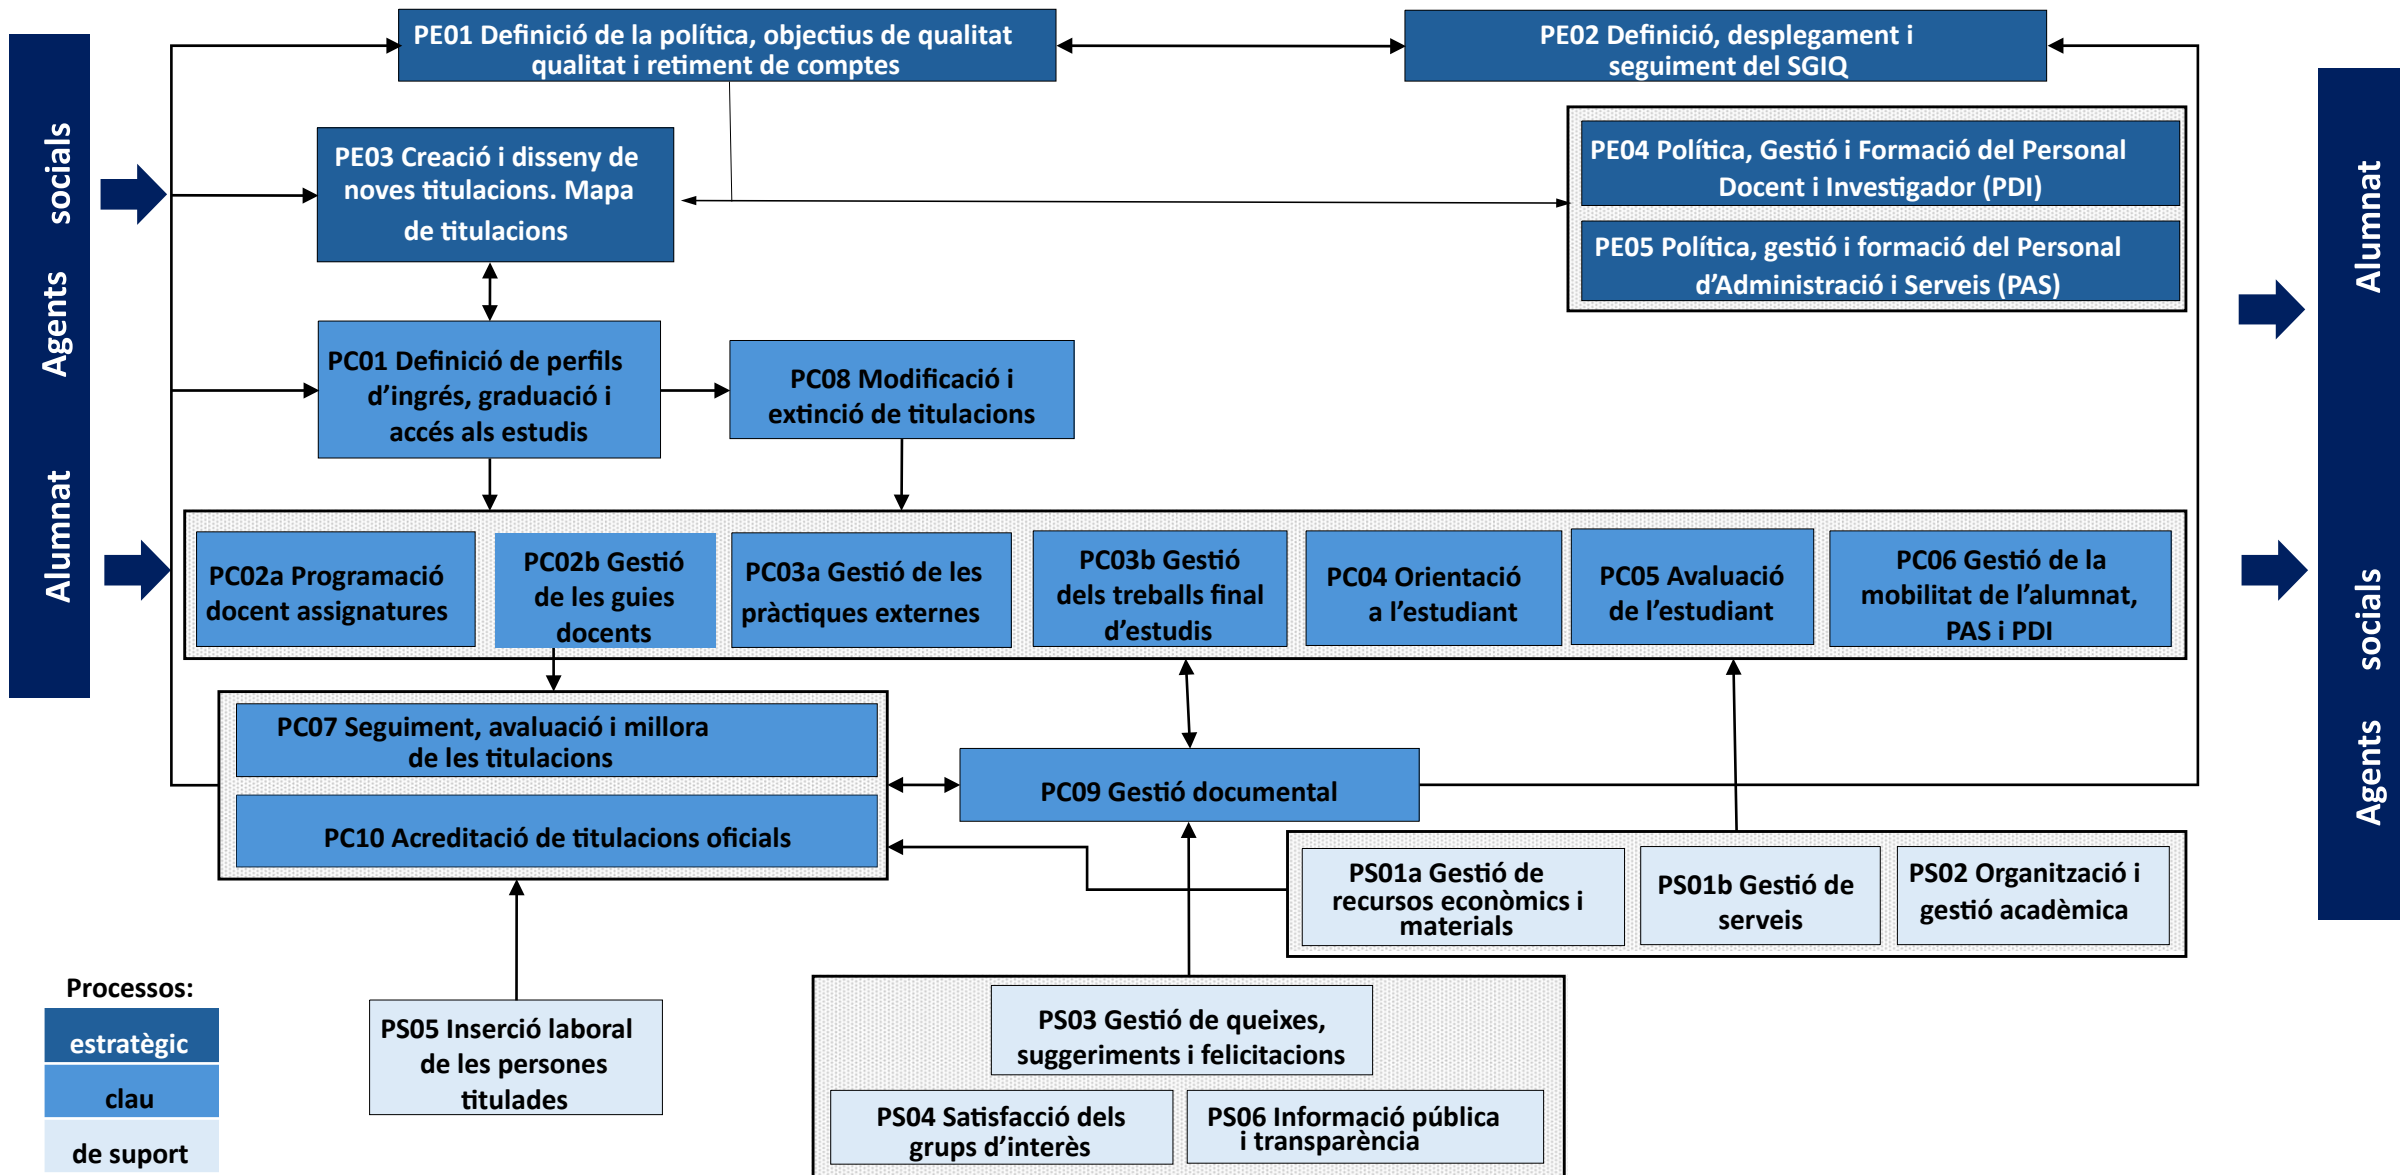 PE01 Definició de la política, objectius de qualitat
qualitat i retiment de comptes
PE02 Definició, desplegament i
seguiment del SGIQ
Agents socials
Alumnat
PE03 Creació i disseny de
noves titulacions. Mapa
de titulacions
PE04 Política, Gestió i Formació del Personal
Docent i Investigador (PDI)
PE05 Política, gestió i formació del Personal
d’Administració i Serveis (PAS)
Alumnat
Agents socials
PC01 Definició de perfils
d’ingrés, graduació i
accés als estudis
PC08 Modificació i
extinció de titulacions
PC02a Programació
docent assignatures
PC02b Gestió
de les guies
docents
PC03a Gestió de les
pràctiques externes
PC03b Gestió
dels treballs final
d’estudis
PC04 Orientació
a l’estudiant
PC05 Avaluació
de l’estudiant
PC06 Gestió de la
mobilitat de l’alumnat,
PAS i PDI
PC07 Seguiment, avaluació i millora
de les titulacions
PC09 Gestió documental
PC10 Acreditació de titulacions oficials
PS01a Gestió de
recursos econòmics i
materials
PS01b Gestió de
serveis
PS02 Organització i
gestió acadèmica
Processos:
estratègic
clau
de suport
PS05 Inserció laboral
de les persones
titulades
PS03 Gestió de queixes,
suggeriments i felicitacions
PS04 Satisfacció dels
grups d’interès
PS06 Informació pública
i transparència